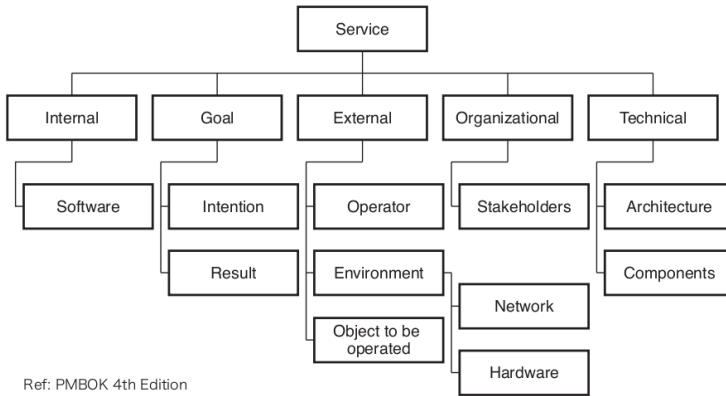 Service
Internal
Goal
External
Organizational
Technical
Software
Intention
Operator
Stakeholders
Architecture
Result
Environment
Components
Network
Object to be
operated
Hardware
Ref: PMBOK 4th Edition